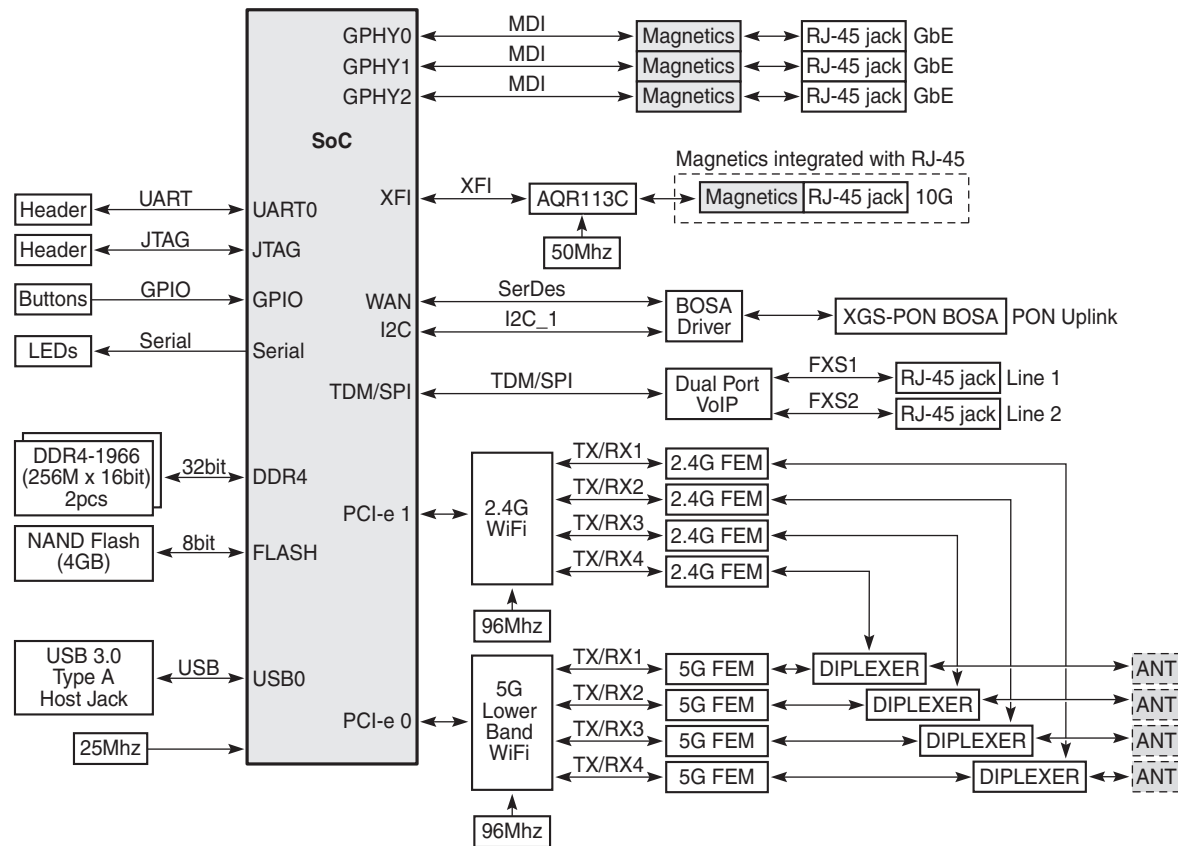 GPHY0
MDI
Magnetics
RJ-45 jack
GbE
GPHY1
MDI
Magnetics
RJ-45 jack
GbE
GPHY2
MDI
Magnetics
RJ-45 jack
GbE
SoC
Magnetics integrated with RJ-45
XFI
XFI
AQR113C
Magnetics
RJ-45 jack
10G
50Mhz
Header
UART
UART0
Header
JTAG
JTAG
Buttons
GPIO
GPIO
LEDs
Serial
Serial
WAN
SerDes
I2C
I2C_1
BOSA
Driver
XGS-PON BOSA
PON Uplink
TDM/SPI
TDM/SPI
Dual Port
VoIP
FXS1
RJ-45 jack
Line 1
FXS2
RJ-45 jack
Line 2
DDR4-1966
(256M x 16bit)
2pcs
32bit
DDR4
NAND Flash
(4GB)
8bit
FLASH
PCI-e 1
2.4G
WiFi
TX/RX1
2.4G FEM
TX/RX2
2.4G FEM
TX/RX3
2.4G FEM
TX/RX4
2.4G FEM
96Mhz
USB 3.0
Type A
Host Jack
USB
USB0
25Mhz
PCI-e 0
5G
Lower
Band
WiFi
TX/RX1
5G FEM
DIPLEXER
ANT
TX/RX2
5G FEM
DIPLEXER
ANT
TX/RX3
5G FEM
DIPLEXER
ANT
TX/RX4
5G FEM
DIPLEXER
ANT
96Mhz